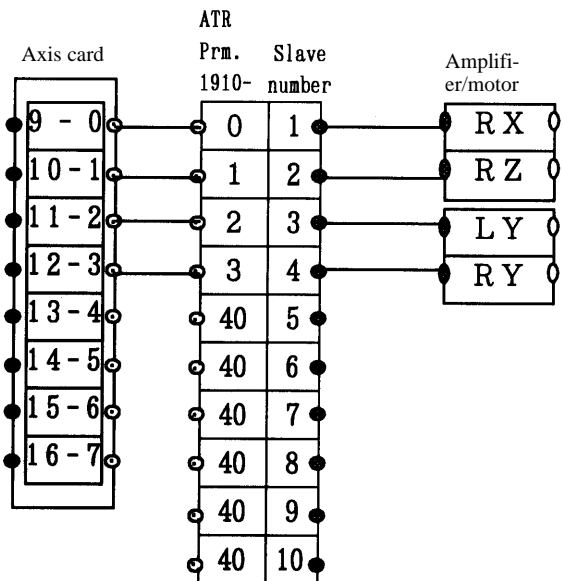 ATR
Axis card Prm. Slave Amplifi-
1910- number er/motor
9 - 0 0 1 RX
10-1 1 2 RZ
11-2 2 3 LY
12-3 3 4 RY
13-4 40 5
14-5 40 6
15-6 40 7
16-7 40 8
40 9
40 10